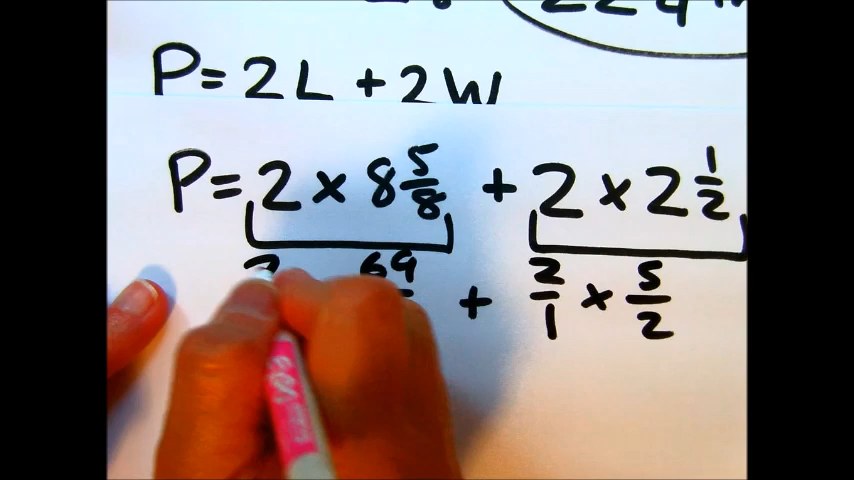 P=2L+2W
P=2×8 5/8 + 2×2 1/2
69 + 2/1 × 5/2